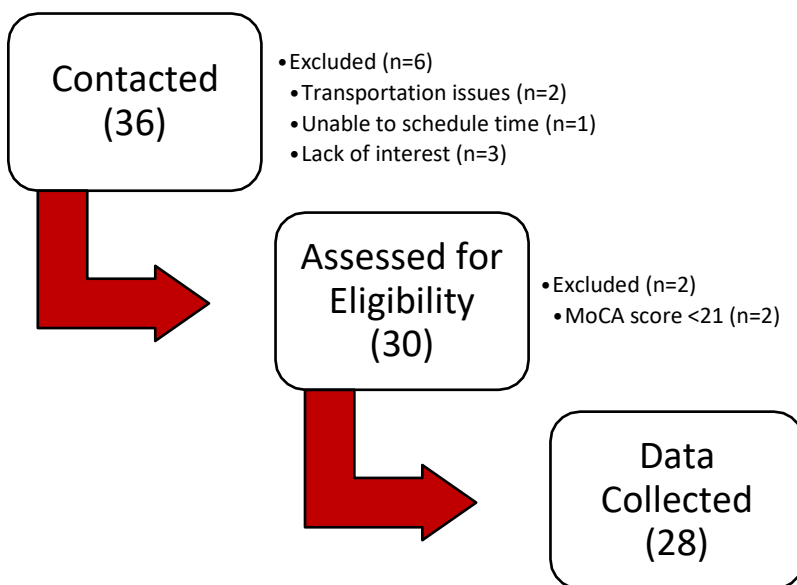 Contacted
(36)
•Excluded (n=6)
•Transportation issues (n=2)
•Unable to schedule time (n=1)
•Lack of interest (n=3)
Assessed for
Eligibility
(30)
•Excluded (n=2)
•MoCA score <21 (n=2)
Data
Collected
(28)